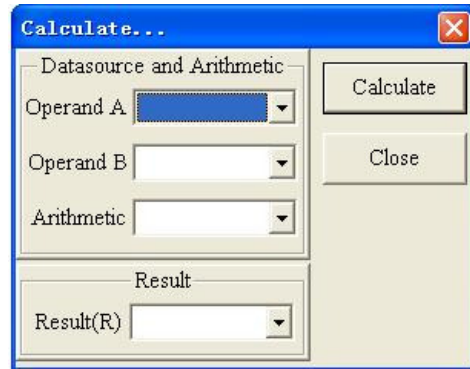 Calculate...
Datasource and Arithmetic
Operand A
Operand B
Arithmetic
Calculate
Close
Result
Result(R)